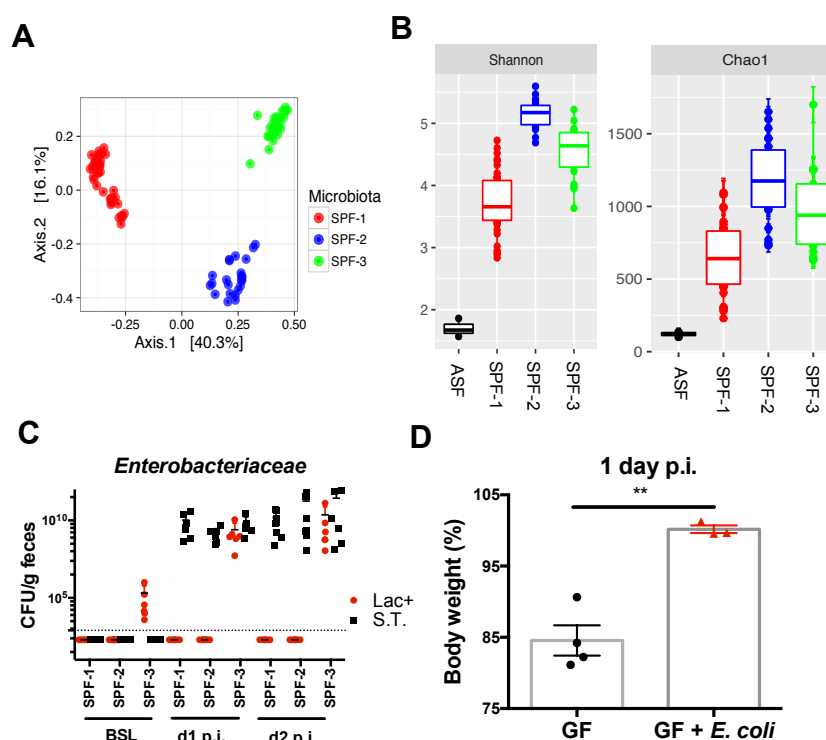 A
0.2
0.0
-0.2
-0.4
Axis.2 [16.1%]
-0.25
0.00
0.25
0.50
Axis.1 [40.3%]
Microbiota
SPF-1
SPF-2
SPF-3
B
Shannon
5
4
3
2
ASF
SPF-1
SPF-2
SPF-3
Chao1
1500
1000
500
0
ASF
SPF-1
SPF-2
SPF-3
C
Enterobacteriaceae
CFU/g feces
10^10
10^5
Lac+
S.T.
SPF-1
SPF-2
SPF-3
SPF-1
SPF-2
SPF-3
SPF-1
SPF-2
SPF-3
BSL
d1 p.i.
d2 p.i
D
1 day p.i.
**
Body weight (%)
105
95
85
75
GF
GF + E. coli